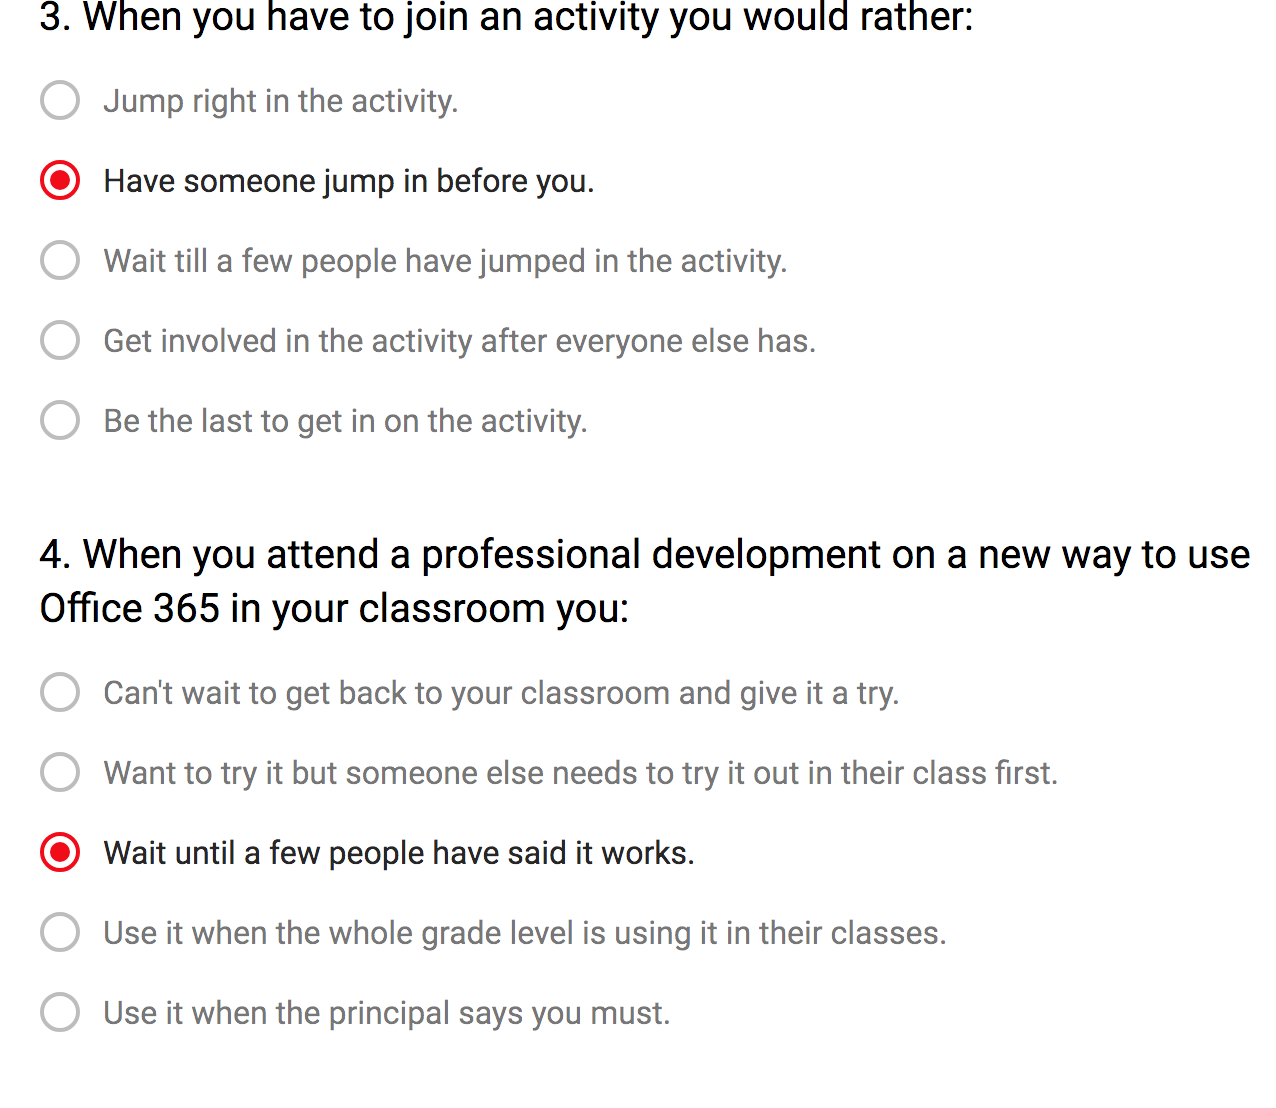 3. When you have to join an activity you would rather:
Jump right in the activity.
Have someone jump in before you.
Wait till a few people have jumped in the activity.
Get involved in the activity after everyone else has.
Be the last to get in on the activity.
4. When you attend a professional development on a new way to use
Office 365 in your classroom you:
Can't wait to get back to your classroom and give it a try.
Want to try it but someone else needs to try it out in their class first.
Wait until a few people have said it works.
Use it when the whole grade level is using it in their classes.
Use it when the principal says you must.